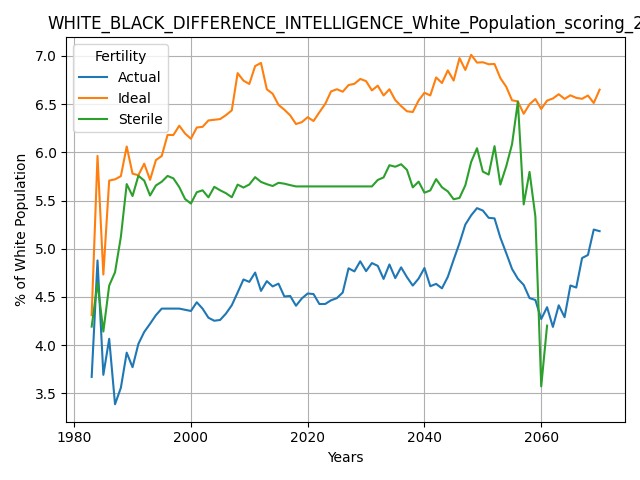 WHITE_BLACK_DIFFERENCE_INTELLIGENCE_White_Population_scoring_2
Fertility
Actual
Ideal
Sterile
% of White Population
7.0
6.5
6.0
5.5
5.0
4.5
4.0
3.5
1980 2000 2020 2040 2060
Years